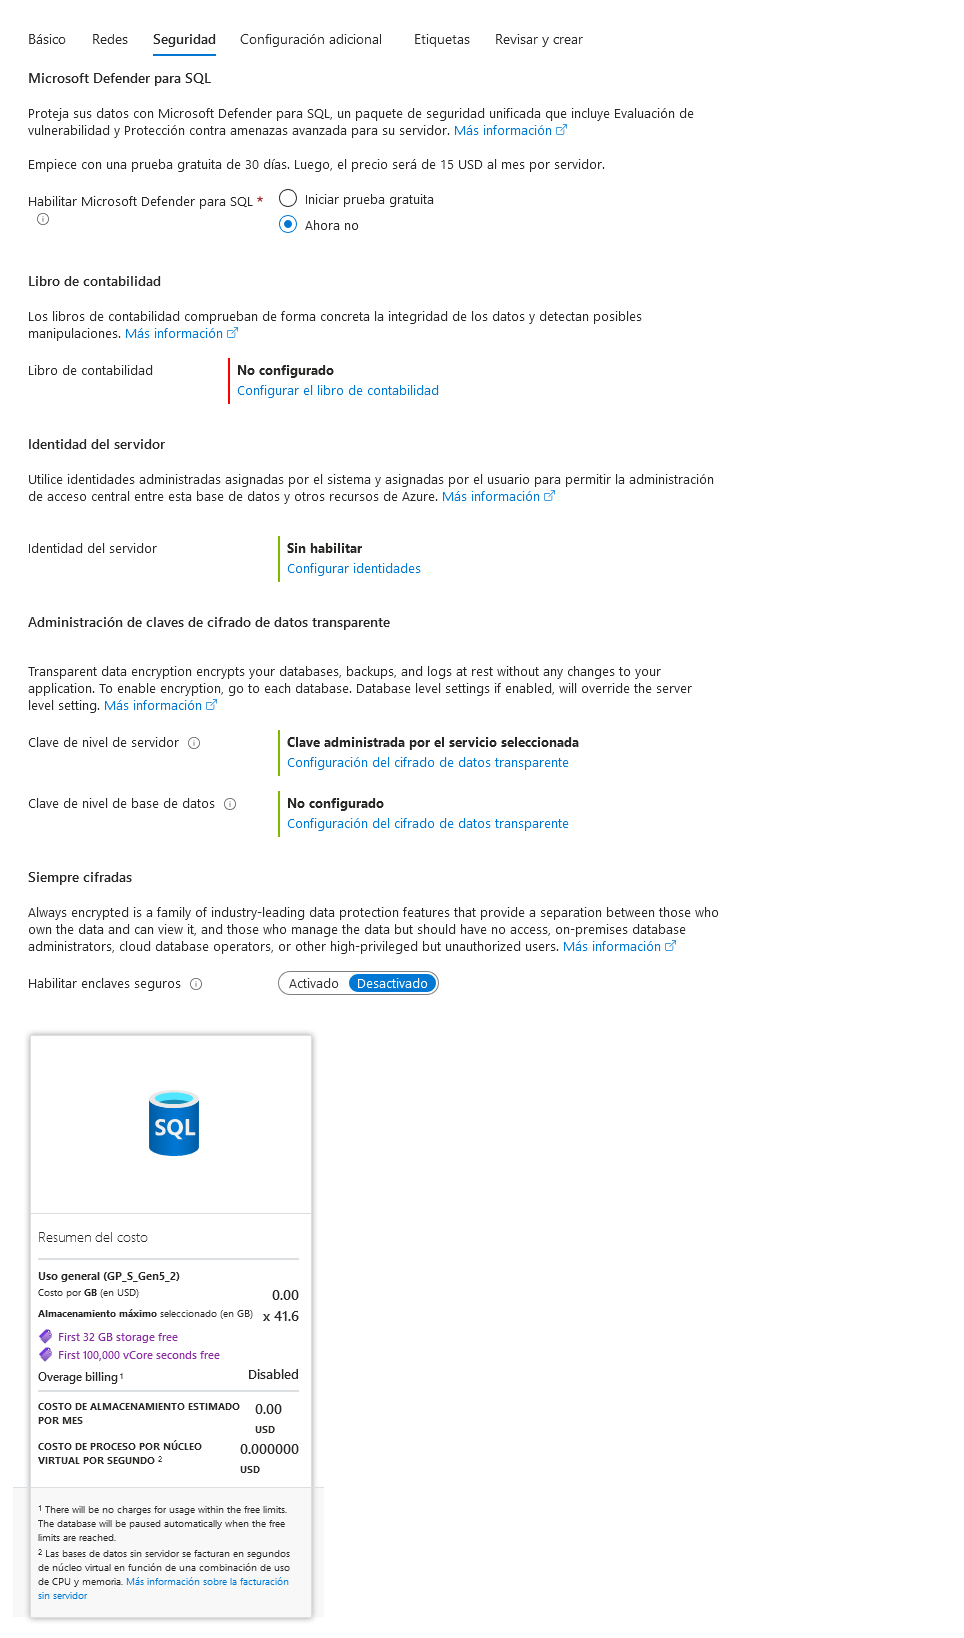 Básico Redes Seguridad Configuración adicional Etiquetas Revisar y crear
Microsoft Defender para SQL
Proteja sus datos con Microsoft Defender para SQL, un paquete de seguridad unificada que incluye Evaluación de
vulnerabilidad y Protección contra amenazas avanzada para su servidor. Más información
Empiece con una prueba gratuita de 30 días. Luego, el precio será de 15 USD al mes por servidor.
Habilitar Microsoft Defender para SQL *
Iniciar prueba gratuita
Ahora no
Libro de contabilidad
Los libros de contabilidad comprueban de forma concreta la integridad de los datos y detectan posibles
manipulaciones. Más información
Libro de contabilidad No configurado
Configurar el libro de contabilidad
Identidad del servidor
Utilice identidades administradas asignadas por el sistema y asignadas por el usuario para permitir la administración
de acceso central entre esta base de datos y otros recursos de Azure. Más información
Identidad del servidor Sin habilitar
Configurar identidades
Administración de claves de cifrado de datos transparente
Transparent data encryption encrypts your databases, backups, and logs at rest without any changes to your
application. To enable encryption, go to each database. Database level settings if enabled, will override the server
level setting. Más información
Clave de nivel de servidor Clave administrada por el servicio seleccionada
Configuración del cifrado de datos transparente
Clave de nivel de base de datos No configurado
Configuración del cifrado de datos transparente
Siempre cifradas
Always encrypted is a family of industry-leading data protection features that provide a separation between those who
own the data and can view it, and those who manage the data but should have no access, on-premises database
administrators, cloud database operators, or other high-privileged but unauthorized users. Más información
Habilitar enclaves seguros Activado Desactivado
SQL
Resumen del costo
Uso general (GP_S_Gen5_2)
Costo por GB (en USD) 0.00
Almacenamiento máximo seleccionado (en GB) x 41.6
First 32 GB storage free
First 100,000 vCore seconds free
Overage billing ¹ Disabled
COSTO DE ALMACENAMIENTO ESTIMADO 0.00
POR MES USD
COSTO DE PROCESO POR NÚCLEO 0.000000
VIRTUAL POR SEGUNDO ² USD
¹ There will be no charges for usage within the free limits.
The database will be paused automatically when the free
limits are reached.
² Las bases de datos sin servidor se facturan en segundos
de núcleo virtual en función de una combinación de uso
de CPU y memoria. Más información sobre la facturación
sin servidor